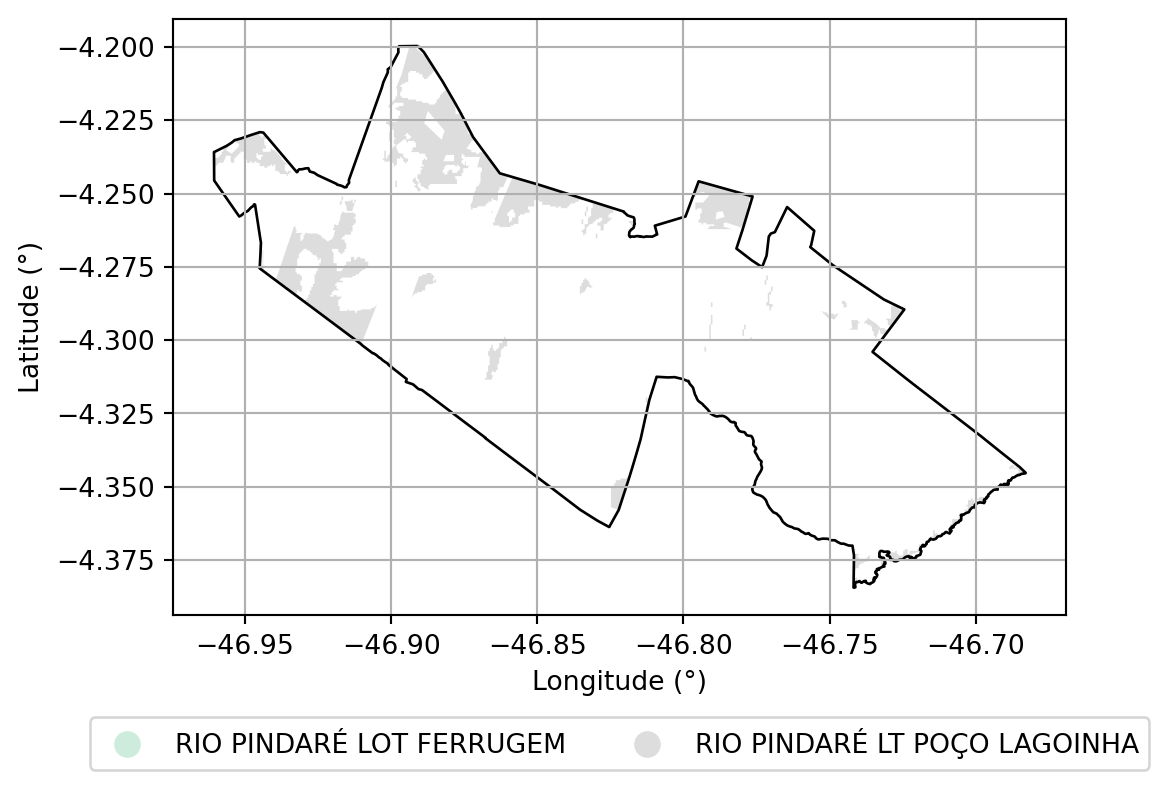 −4.200
−4.225
−4.250
−4.275
−4.300
−4.325
−4.350
−4.375
Latitude (°)
−46.95 −46.90 −46.85 −46.80 −46.75 −46.70
Longitude (°)
RIO PINDARÉ LOT FERRUGEM RIO PINDARÉ LT POÇO LAGOINHA